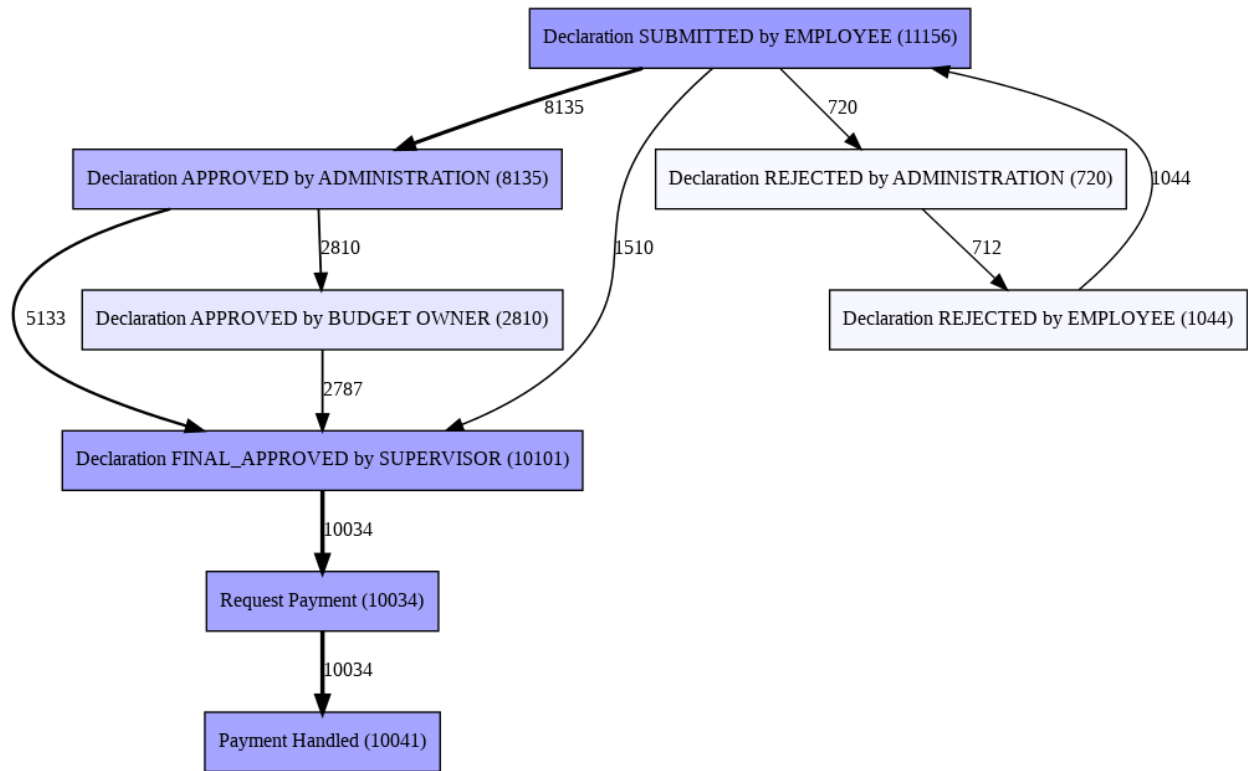 Declaration SUBMITTED by EMPLOYEE (11156)
8135
720
Declaration APPROVED by ADMINISTRATION (8135)
Declaration REJECTED by ADMINISTRATION (720)
1044
5133
2810
1510
712
Declaration APPROVED by BUDGET OWNER (2810)
Declaration REJECTED by EMPLOYEE (1044)
2787
Declaration FINAL_APPROVED by SUPERVISOR (10101)
10034
Request Payment (10034)
10034
Payment Handled (10041)